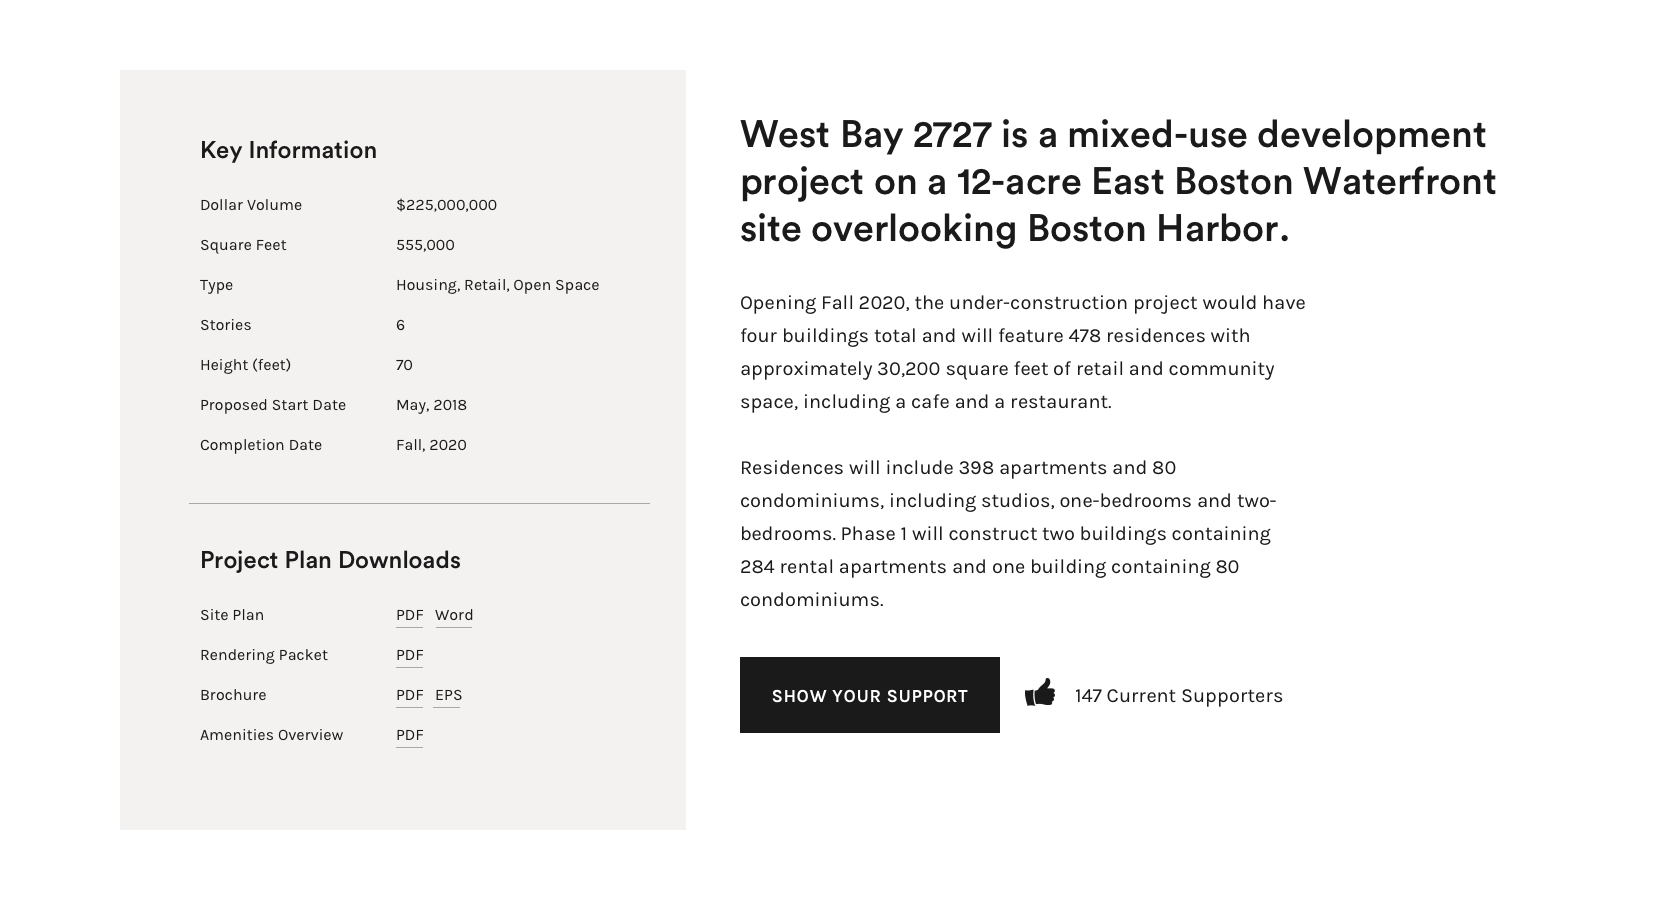 Key Information
Dollar Volume $225,000,000
Square Feet 555,000
Type Housing, Retail, Open Space
Stories 6
Height (feet) 70
Proposed Start Date May, 2018
Completion Date Fall, 2020
Project Plan Downloads
Site Plan PDF Word
Rendering Packet PDF
Brochure PDF EPS
Amenities Overview PDF
West Bay 2727 is a mixed-use development
project on a 12-acre East Boston Waterfront
site overlooking Boston Harbor.
Opening Fall 2020, the under-construction project would have
four buildings total and will feature 478 residences with
approximately 30,200 square feet of retail and community
space, including a cafe and a restaurant.
Residences will include 398 apartments and 80
condominiums, including studios, one-bedrooms and two-
bedrooms. Phase 1 will construct two buildings containing
284 rental apartments and one building containing 80
condominiums.
SHOW YOUR SUPPORT 147 Current Supporters